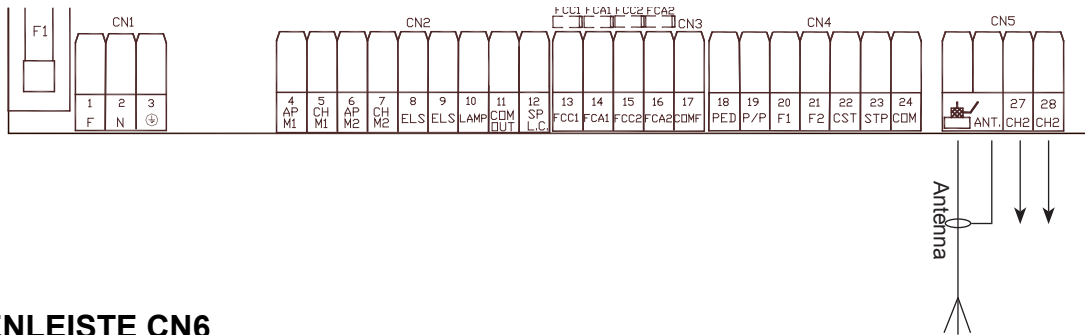 FCC1 FCA1 FCC2 FCA2
F1 CN1 CN2 CN3 CN4 CN5
1 2 3 4 5 6 7 8 9 10 11 12 13 14 15 16 17 18 19 20 21 22 23 24 27 28
F N AP M1 CH M1 AP M2 CH M2 ELS ELS LAMP COM OUT SP L.C. FCC1 FCA1 FCC2 FCA2 COMF PED P/P F1 F2 CST STP COM ANT. CH2 CH2
Antenna
ENLEISTE CN6